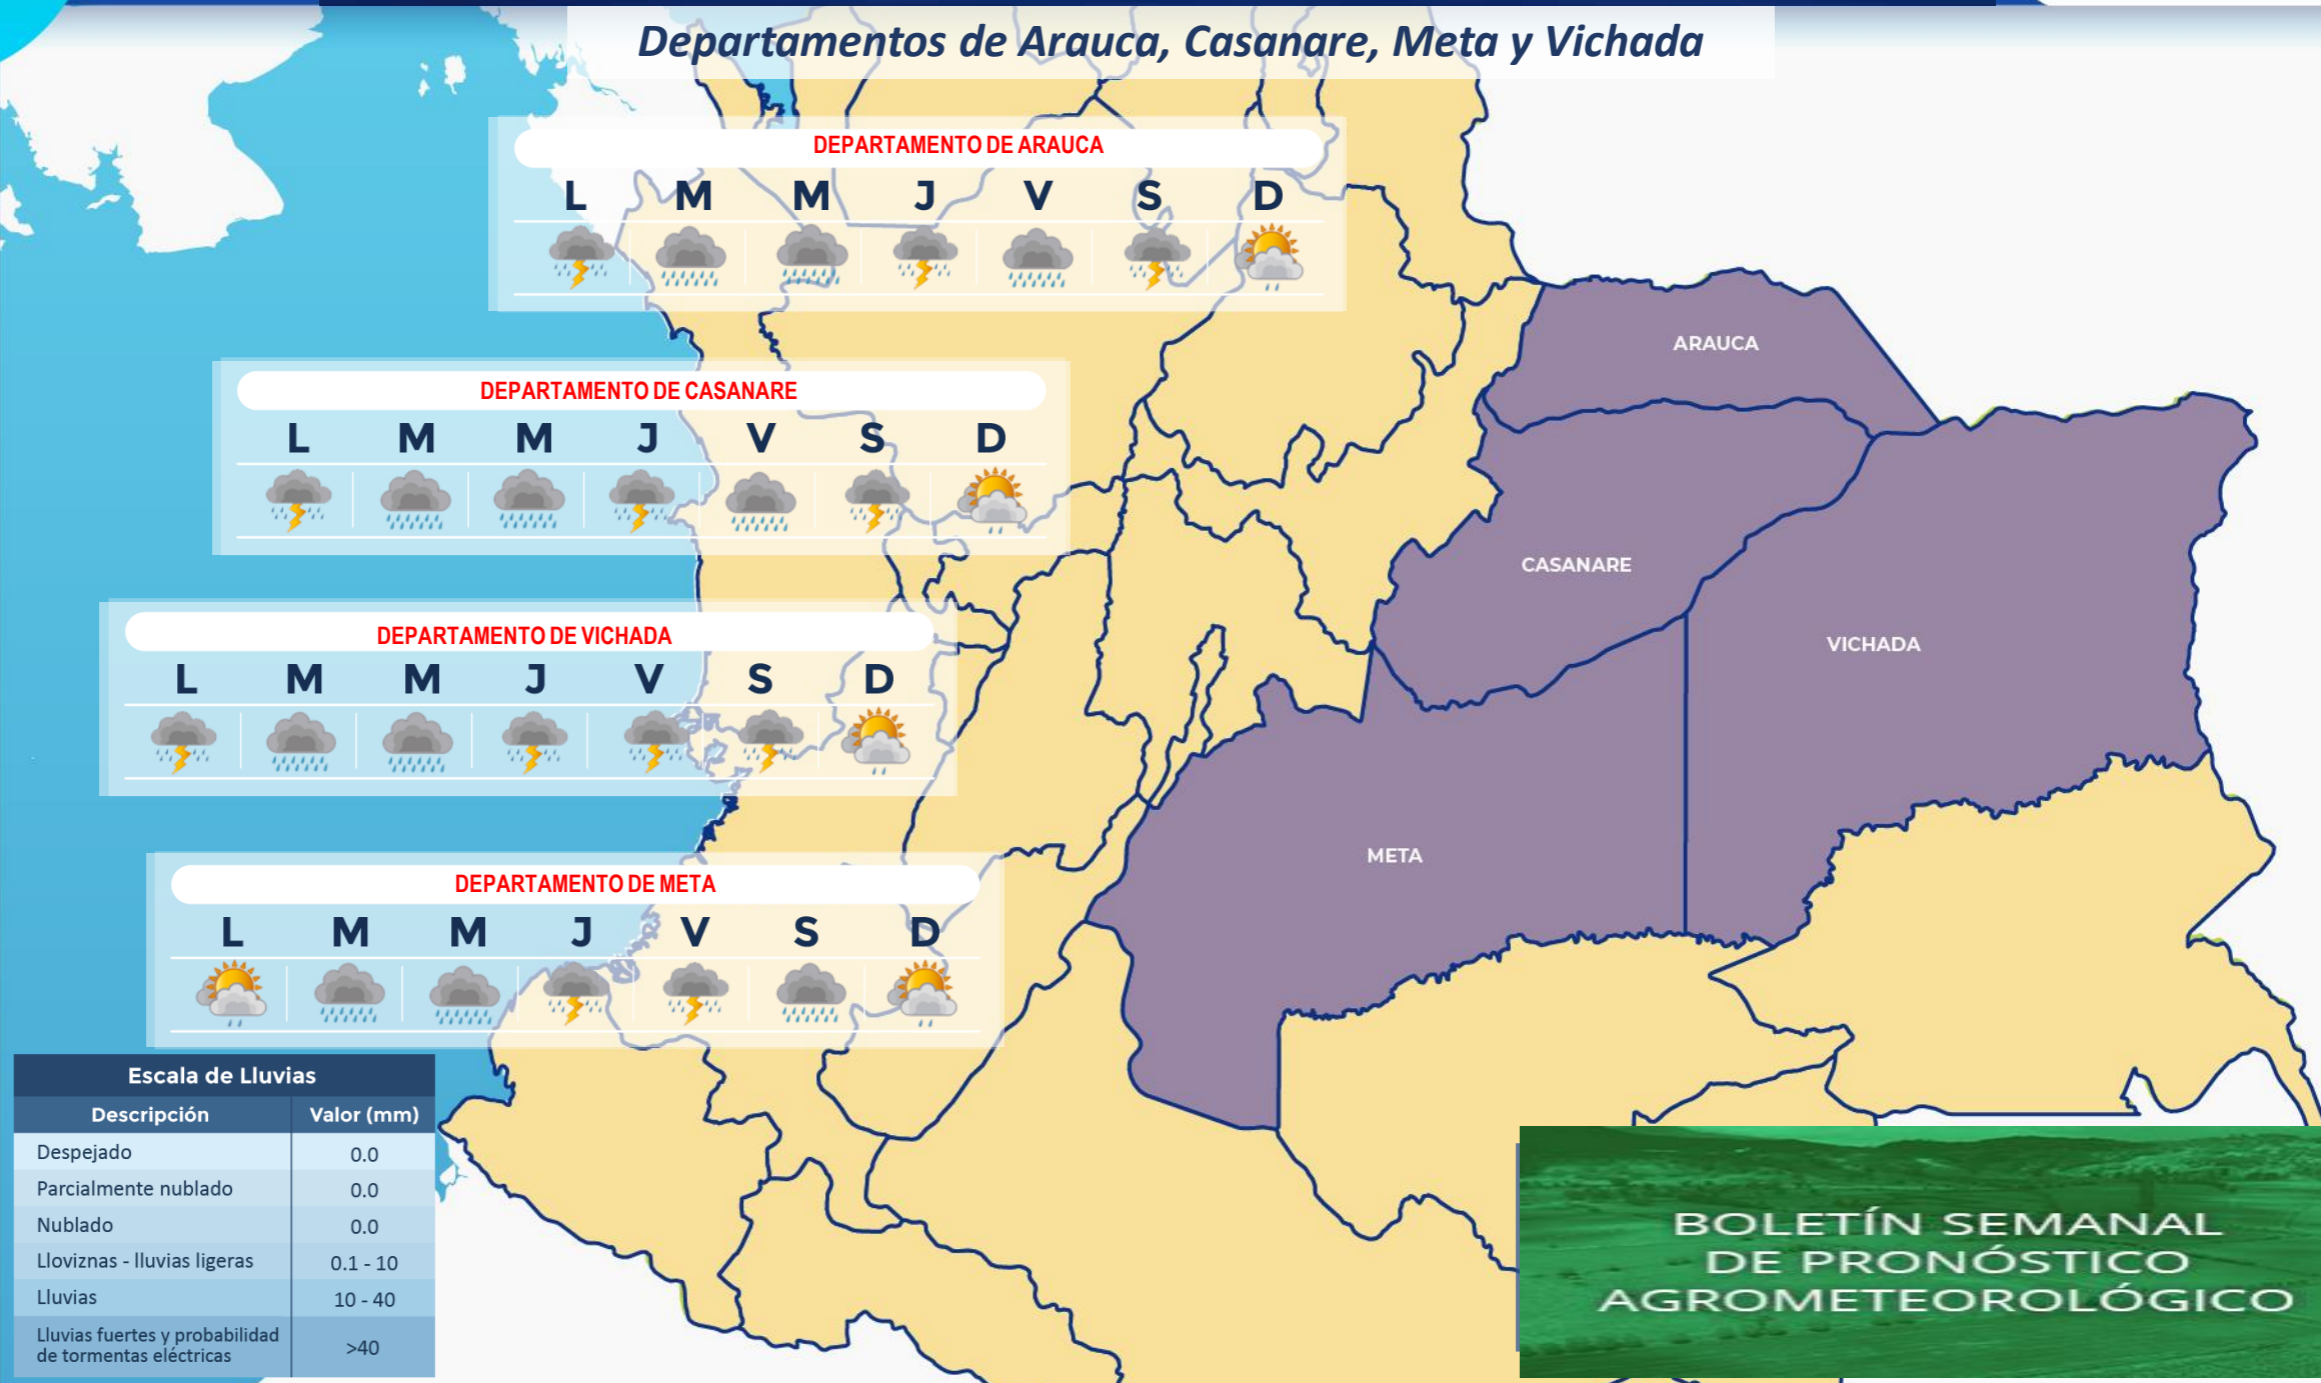 Departamentos de Arauca, Casanare, Meta y Vichada
DEPARTAMENTO DE ARAUCA
L M M J V S D
DEPARTAMENTO DE CASANARE
L M M J V S D
DEPARTAMENTO DE VICHADA
L M M J V S D
DEPARTAMENTO DE META
L M M J V S D
ARAUCA
CASANARE
VICHADA
META
Escala de Lluvias
Descripción Valor (mm)
Despejado 0.0
Parcialmente nublado 0.0
Nublado 0.0
Lloviznas - lluvias ligeras 0.1 - 10
Lluvias 10 - 40
Lluvias fuertes y probabilidad
de tormentas eléctricas >40
BOLETÍN SEMANAL
DE PRONÓSTICO
AGROMETEOROLÓGICO